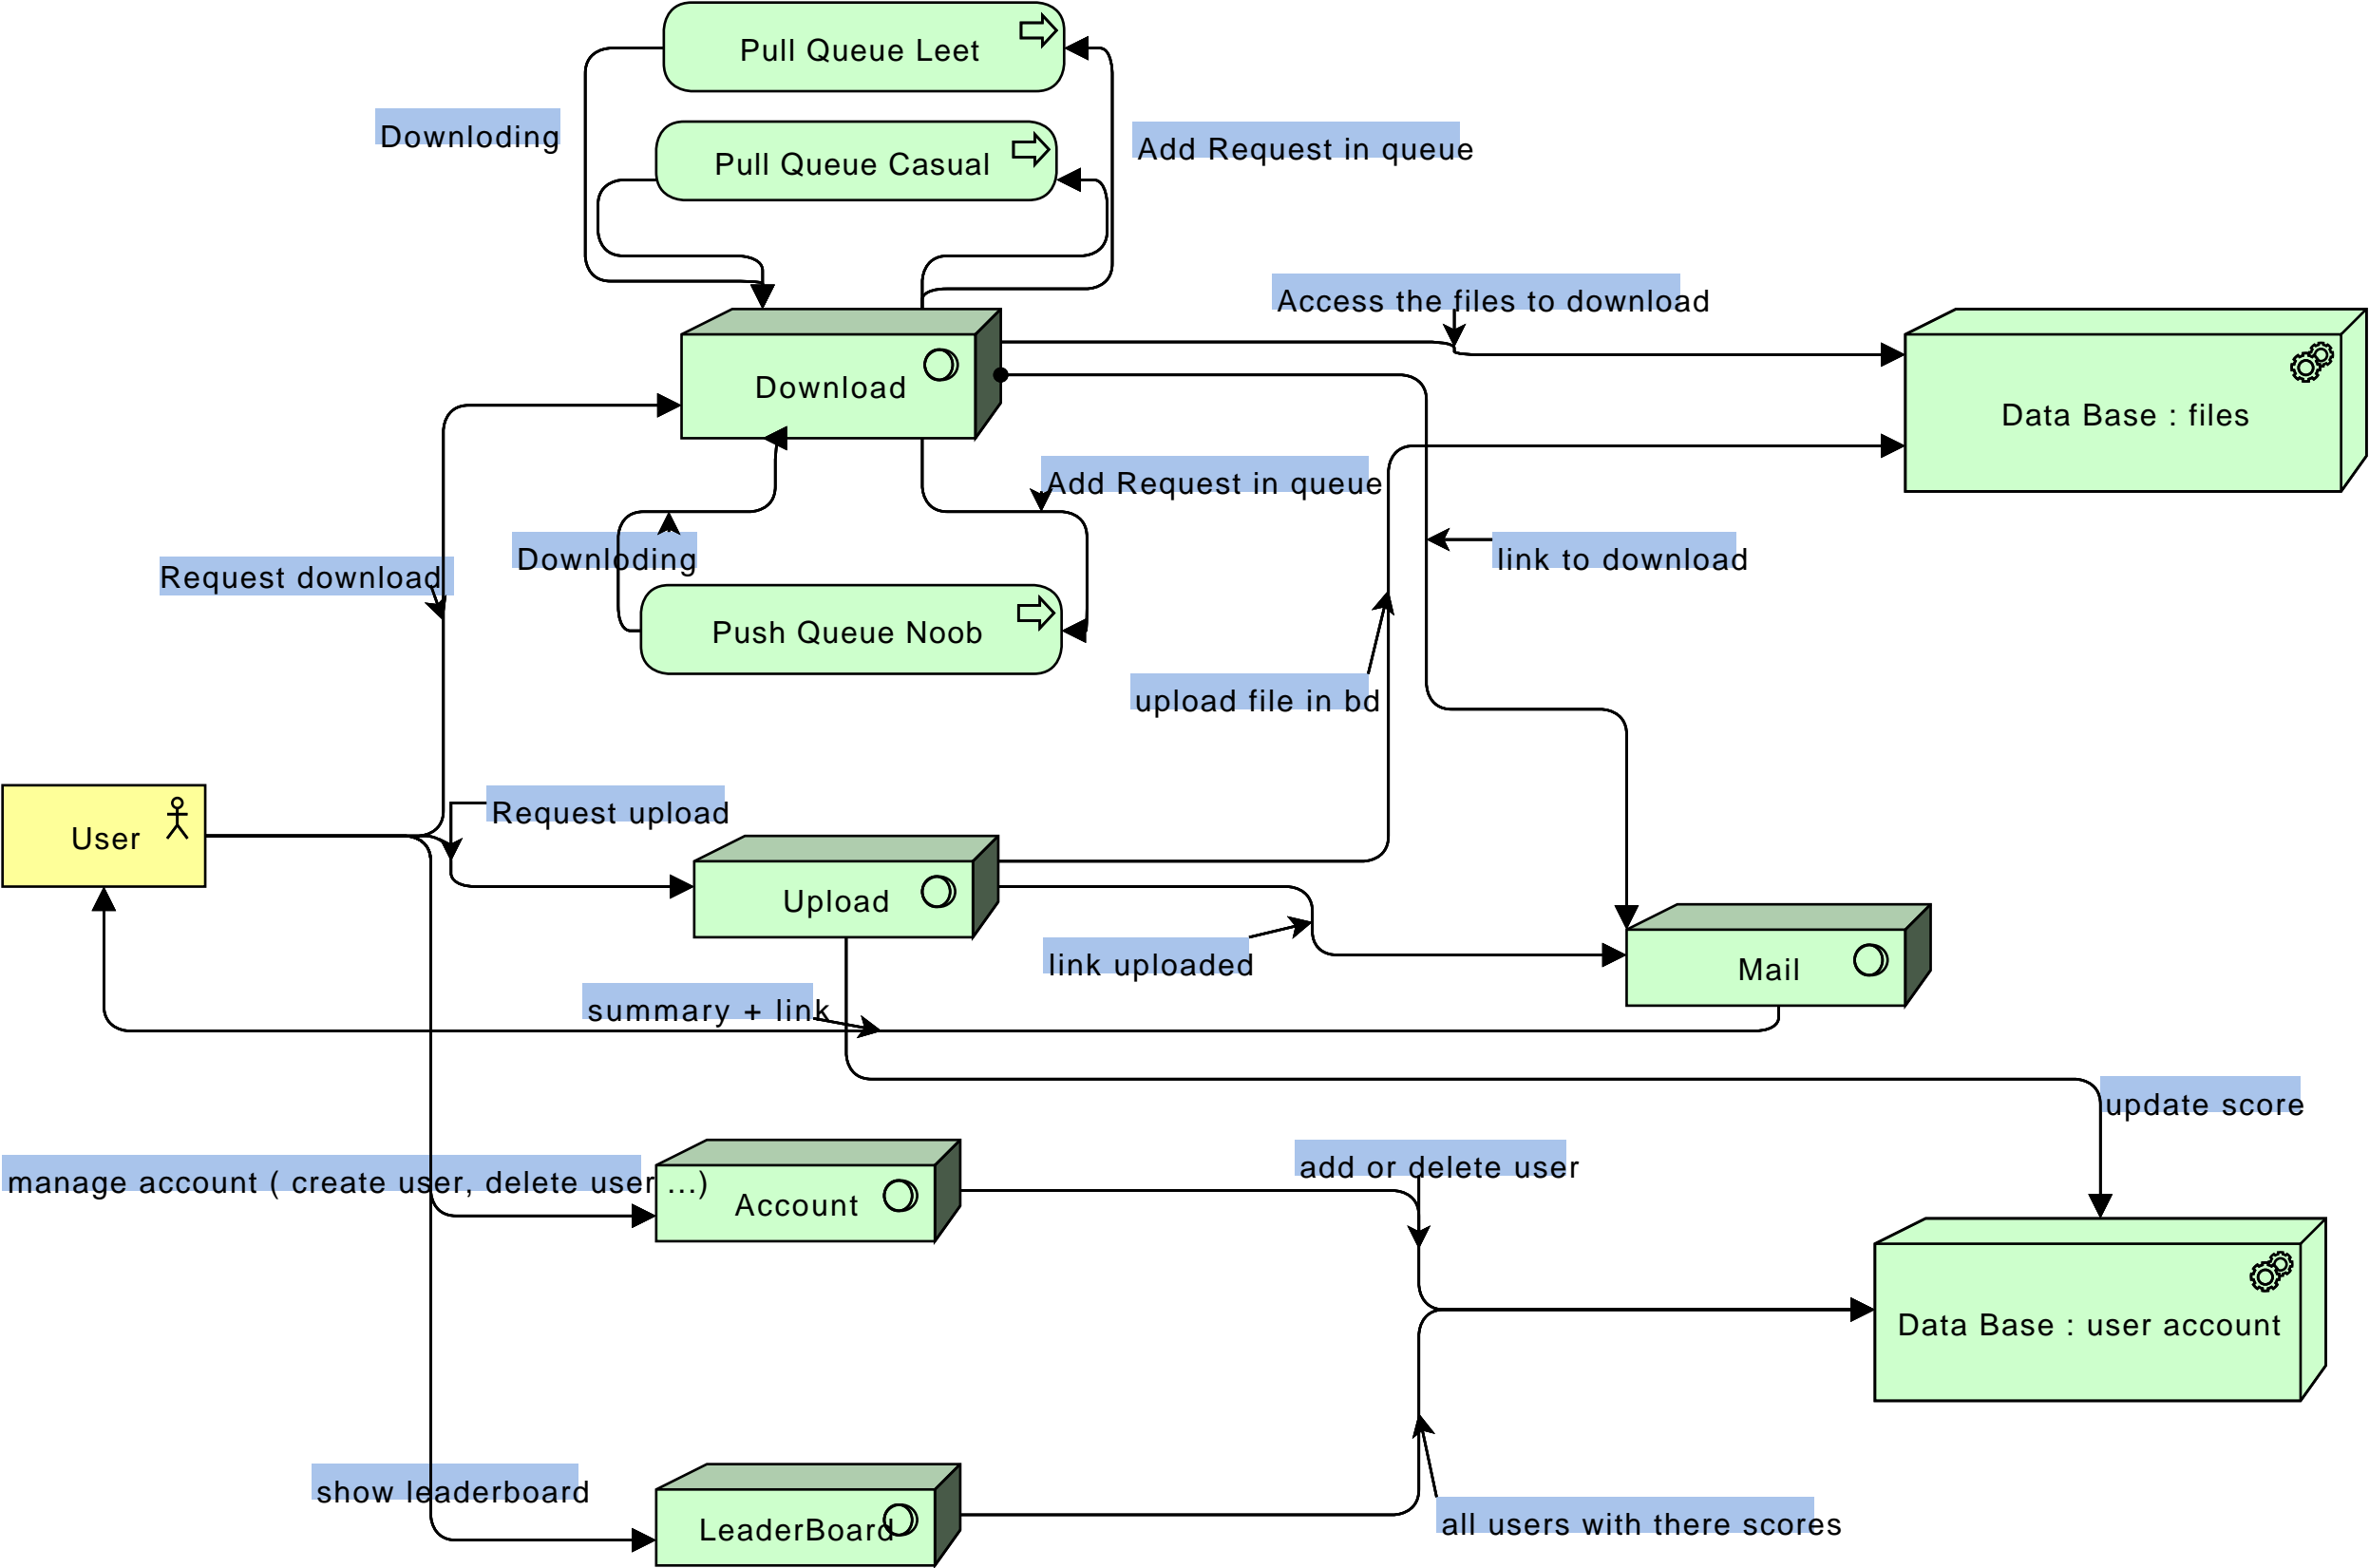 Pull Queue Leet
Downloding
Add Request in queue
Pull Queue Casual
Access the files to download
Download
Data Base : files
Add Request in queue
Downloding
link to download
Request download
Push Queue Noob
upload file in bd
Request upload
User
Upload
link uploaded
Mail
summary + link
update score
manage account ( create user, delete user ...)
Account
add or delete user
Data Base : user account
show leaderboard
LeaderBoard
all users with there scores